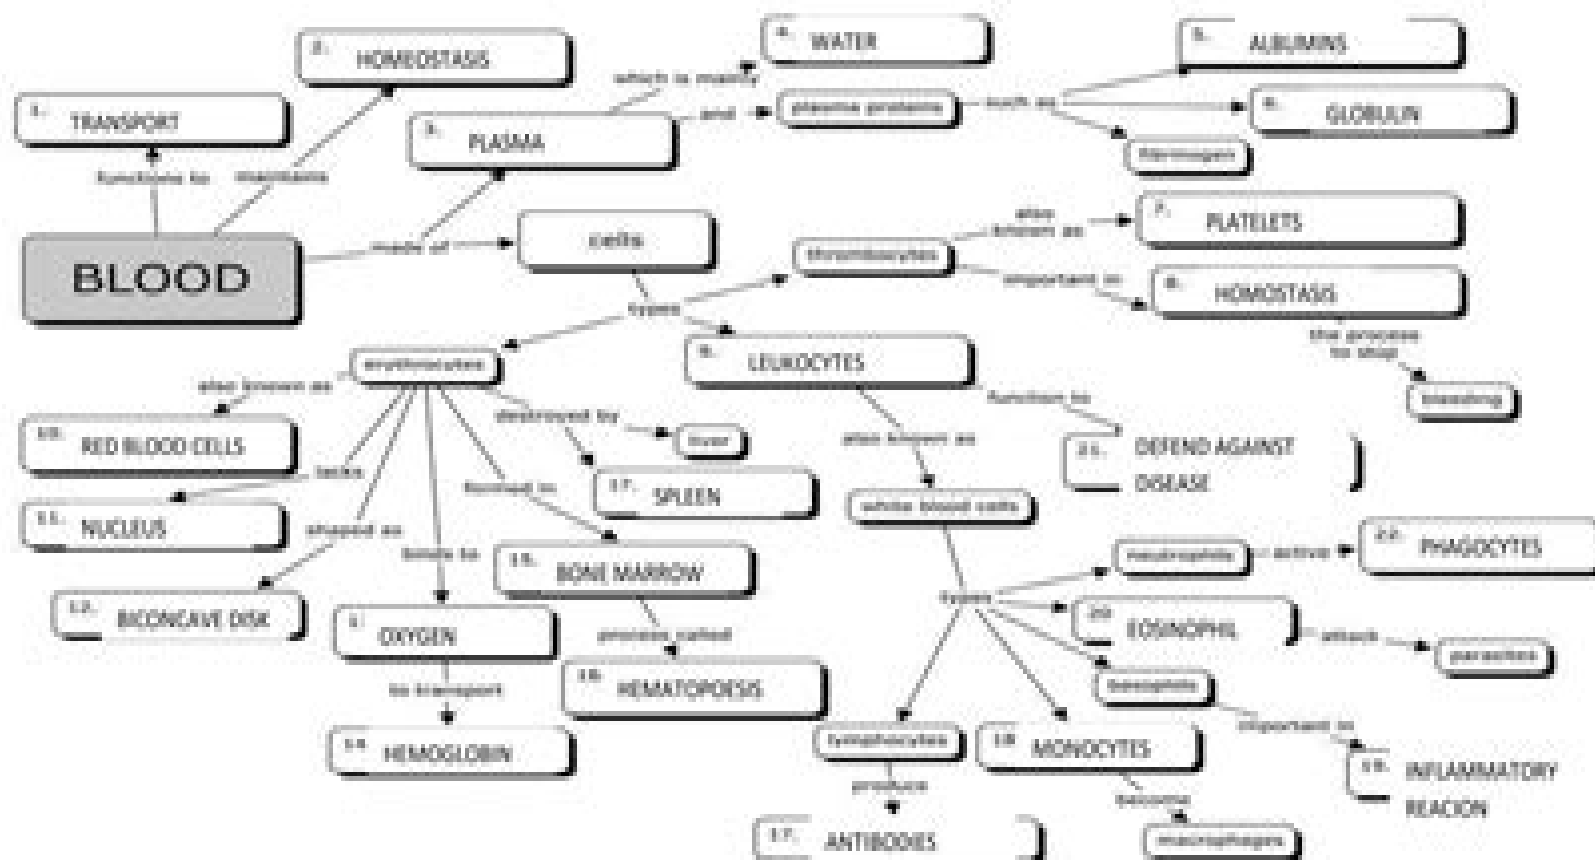 1. TRANSPORT
2. HOMEOSTASIS
3. PLASMA
which is mainly
4. WATER
and
plasma proteins
such as
5. ALBUMINS
6. GLOBULIN
fibrinogen
functions to
maintains
BLOOD
made of
cells
types
thrombocytes
also
known as
7. PLATELETS
important in
8. HOMOSTASIS
the process
to stop
bleeding
erythrocytes
9. LEUKOCYTES
function to
21. DEFEND AGAINST
DISEASE
also known as
10. RED BLOOD CELLS
lacks
11. NUCLEUS
shaped as
12. BICONCAVE DISK
binds to
1 OXYGEN
to transport
14 HEMOGLOBIN
formed in
15. BONE MARROW
process called
16. HEMATOPOESIS
destroyed by
liver
17. SPLEEN
also known as
white blood cells
types
neutrophils
active
22. PHAGOCYTES
20 EOSINOPHIL
attack
parasites
basophils
important in
19. INFLAMMATORY
REACION
lymphocytes
produce
17. ANTIBODIES
18 MONOCYTES
become
macrophages